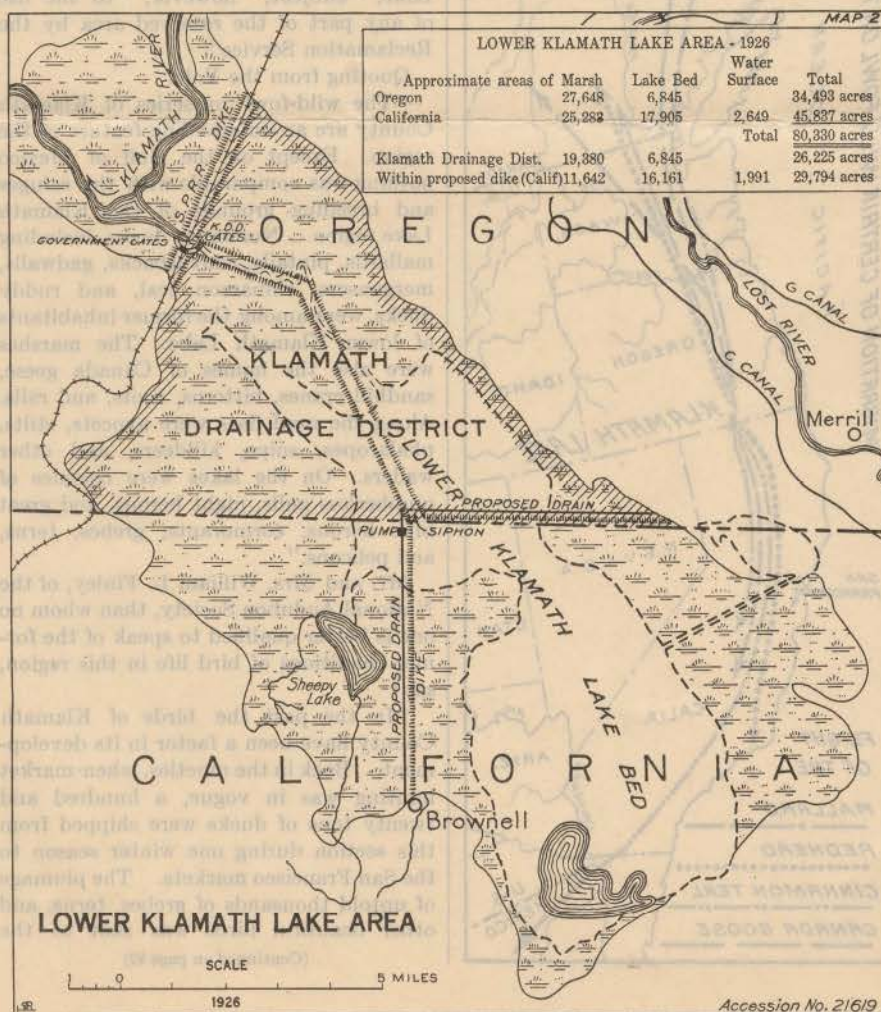 MAP 2
LOWER KLAMATH LAKE AREA - 1926
Water
Approximate areas of Marsh Lake Bed Surface Total
Oregon 27,648 6,845 34,493 acres
California 25,283 17,905 2,649 45,837 acres
Total 80,330 acres
Klamath Drainage Dist. 19,380 6,845 26,225 acres
Within proposed dike (Calif) 11,642 16,161 1,991 29,794 acres
KLAMATH RIVER
S.P.R.R. DIKE
GOVERNMENT GATES
K.D.D. GATES
OREGON
G CANAL
LOST RIVER
G CANAL
Merrill
KLAMATH
DRAINAGE DISTRICT
LOWER
PROPOSED DRAIN
PUMP
SIPHON
KLAMATH
LAKE BED
PROPOSED DRAIN
DIKE
Sheepy Lake
CALIFORNIA
Brownell
LOWER KLAMATH LAKE AREA
SCALE
1 0 5 MILES
1926
Accession No. 21619